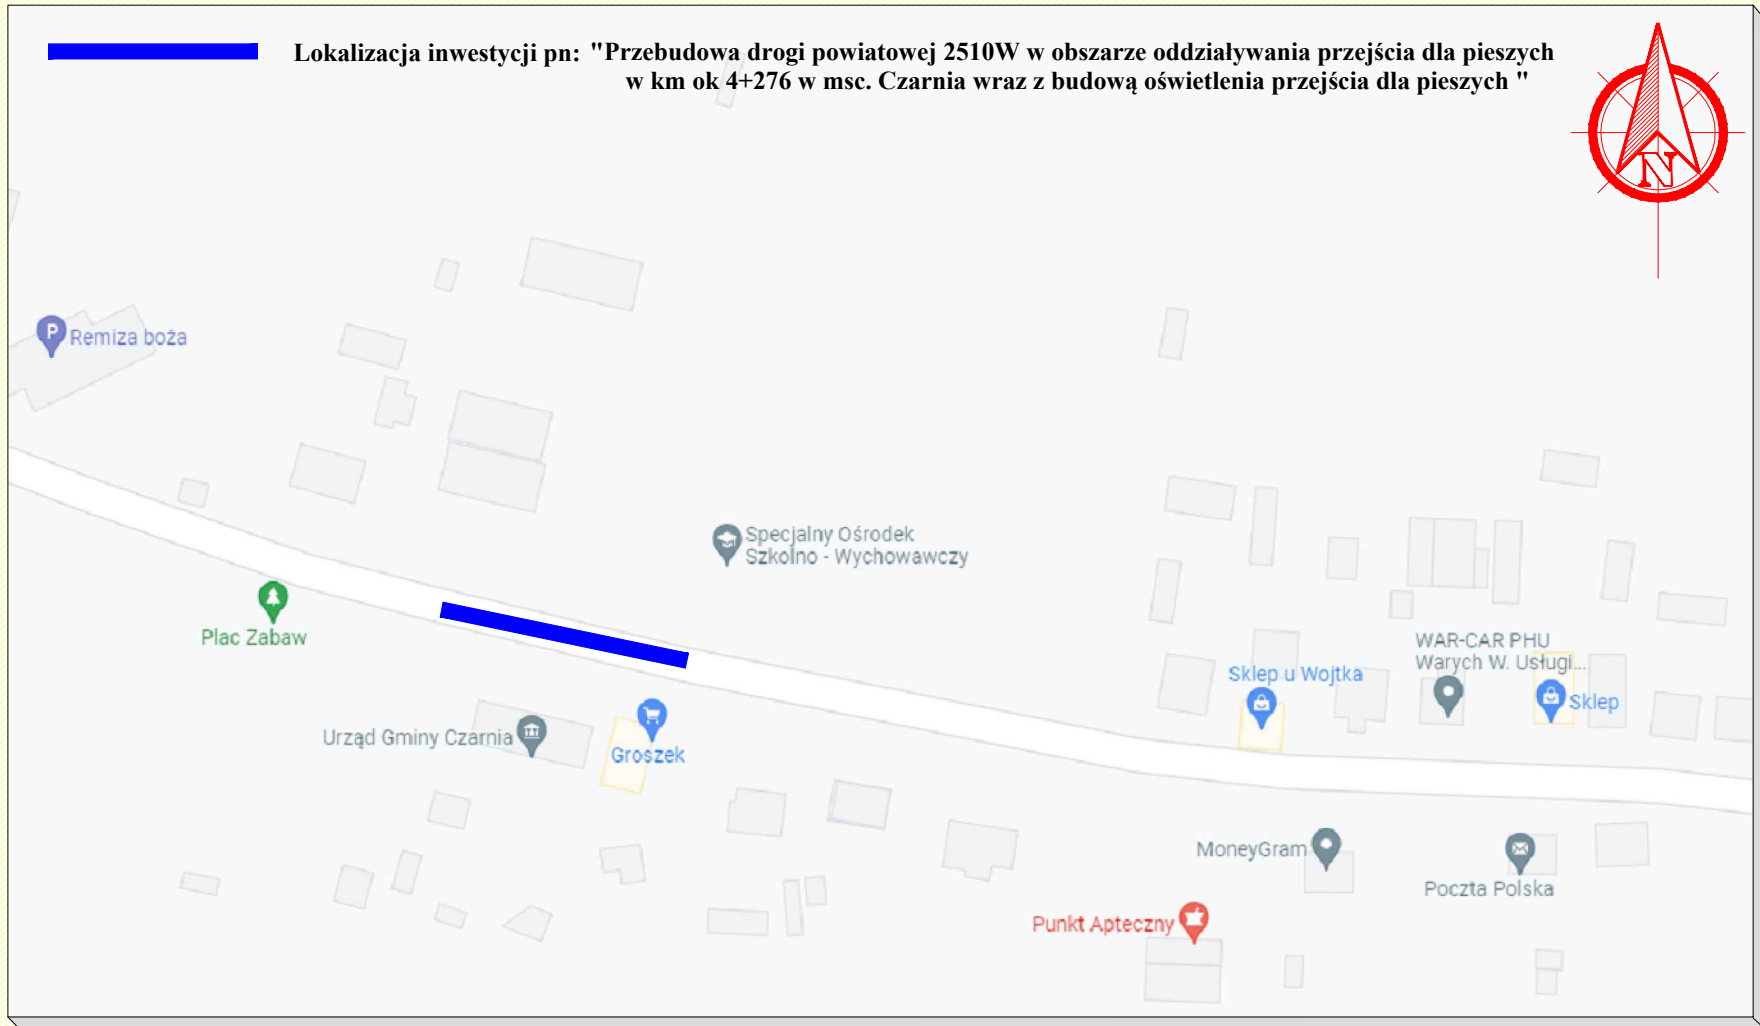 Lokalizacja inwestycji pn: "Przebudowa drogi powiatowej 2510W w obszarze oddziaływania przejścia dla pieszych
w km ok 4+276 w msc. Czarnia wraz z budową oświetlenia przejścia dla pieszych "
N
P
Remiza boża
Specjalny Ośrodek
Szkolno - Wychowawczy
Plac Zabaw
WAR-CAR PHU
Warych W. Usługi...
Sklep u Wojtka
Sklep
Urząd Gminy Czarnia
Groszek
MoneyGram
Poczta Polska
Punkt Apteczny